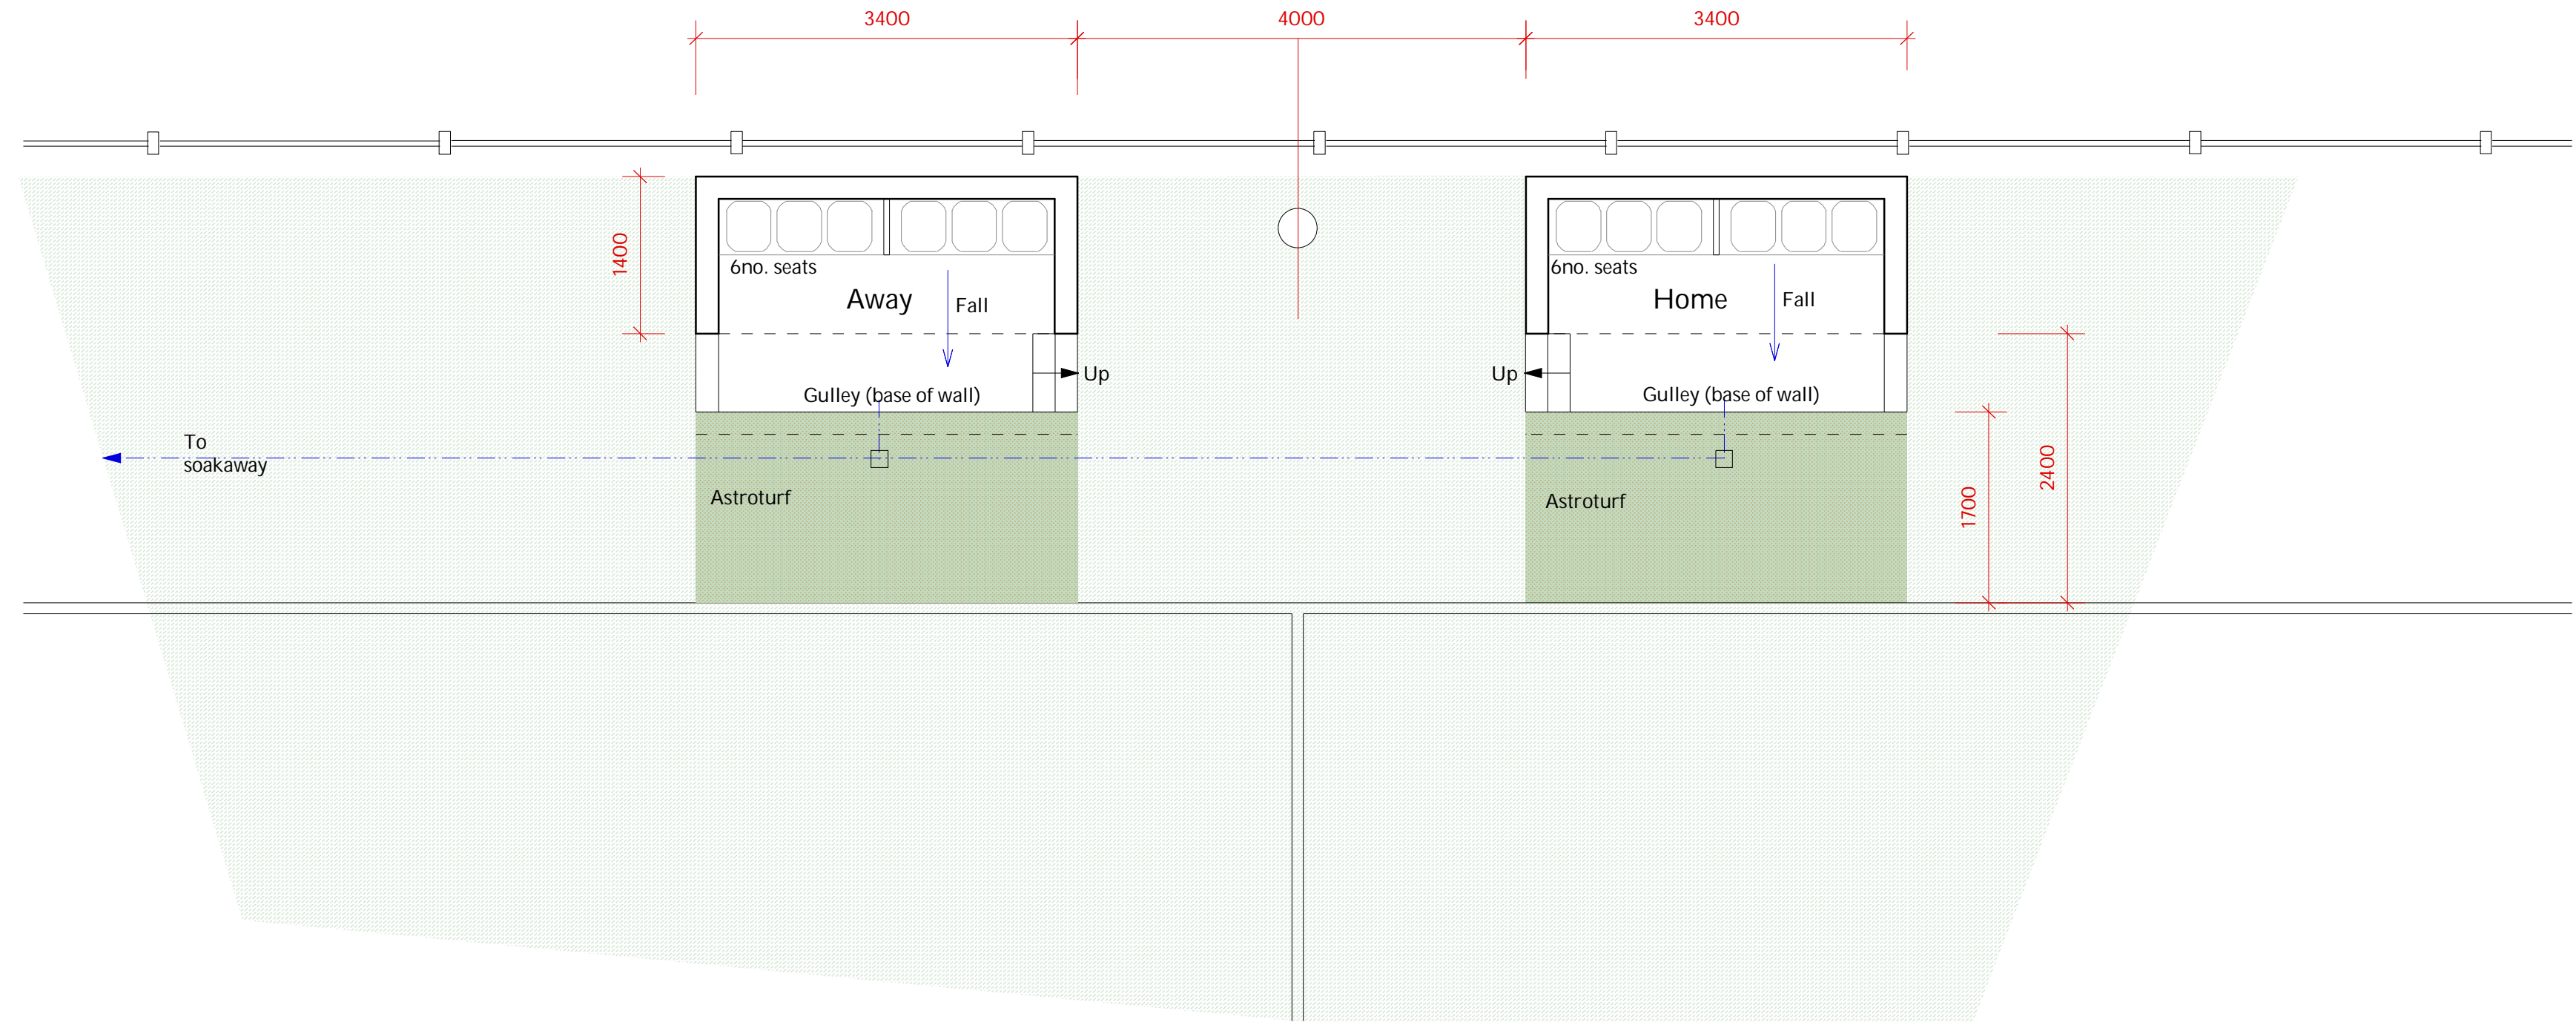 3400
4000
3400
1400
6no. seats
Away
Fall
Up
Gulley (base of wall)
6no. seats
Home
Fall
Up
Gulley (base of wall)
To
soakaway
Astroturf
Astroturf
1700
2400